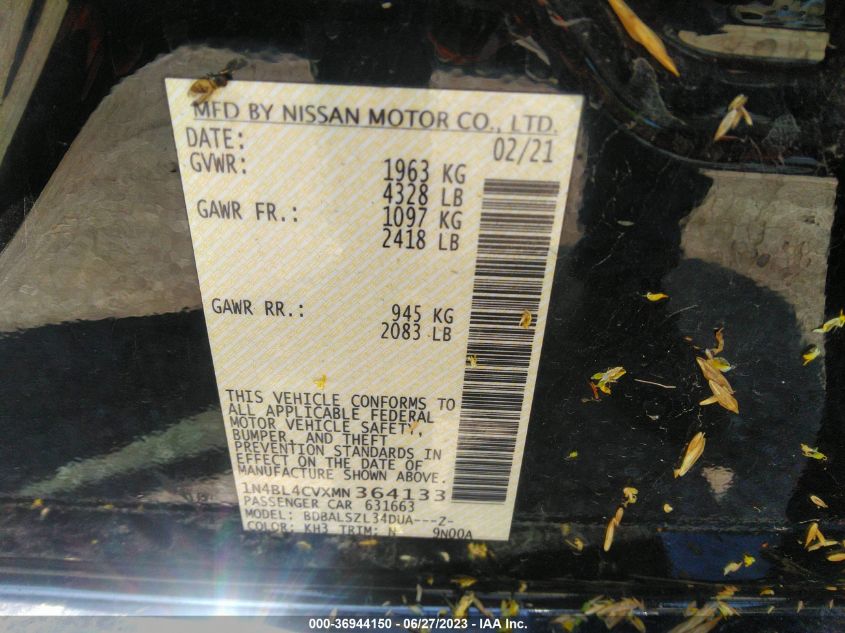 MFD BY NISSAN MOTOR CO., LTD.
DATE: 02/21
GVWR: 1963 KG
4328 LB
GAWR FR.: 1097 KG
2418 LB
GAWR RR.: 945 KG
2083 LB
THIS VEHICLE CONFORMS TO
ALL APPLICABLE FEDERAL
MOTOR VEHICLE SAFETY,
BUMPER, AND THEFT
PREVENTION STANDARDS IN
EFFECT ON THE DATE OF
MANUFACTURE SHOWN ABOVE.
1N4BL4CVXMN364133
PASSENGER CAR 631663
MODEL: BDBALSZL34DUA---Z-
COLOR: KH3 TRIM: N 9N00A
000-36944150 - 06/27/2023 - IAA Inc.